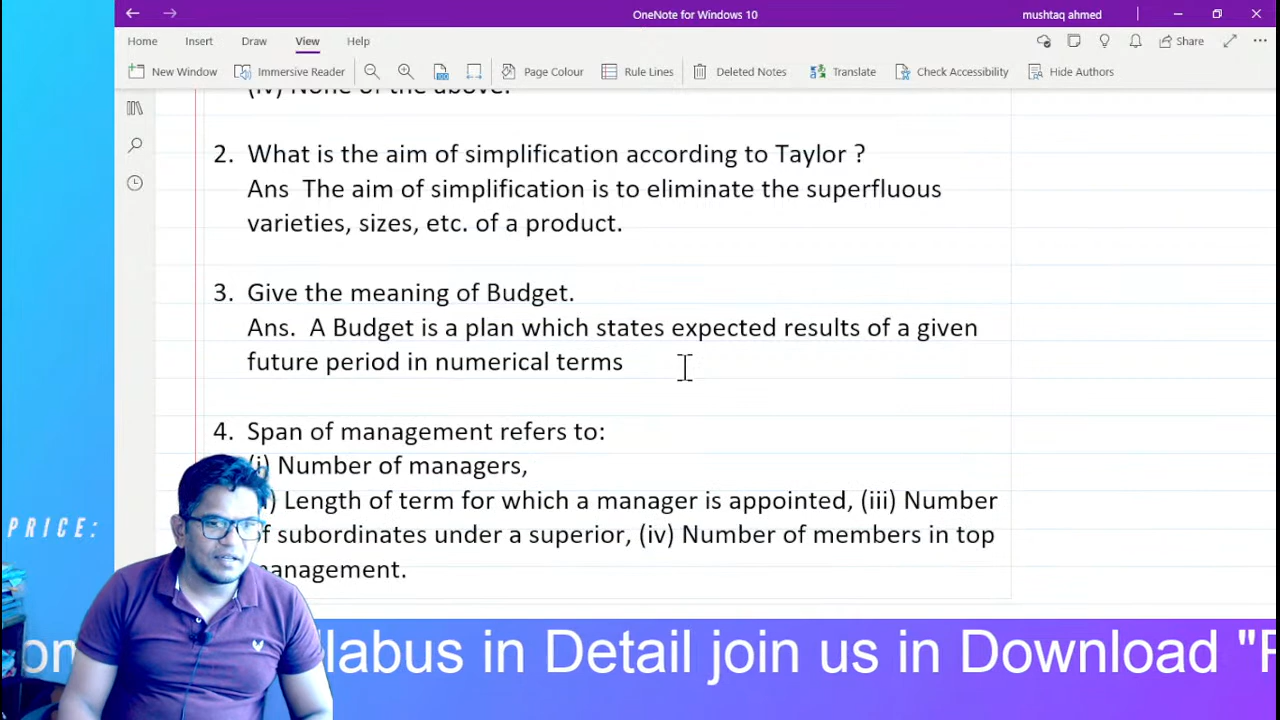 OneNote for Windows 10
mushtaq ahmed
Home Insert Draw View Help
Share
New Window Immersive Reader Page Colour Rule Lines Deleted Notes Translate Check Accessibility Hide Authors
(iv) None of the above.
2. What is the aim of simplification according to Taylor ?
Ans The aim of simplification is to eliminate the superfluous
varieties, sizes, etc. of a product.
3. Give the meaning of Budget.
Ans. A Budget is a plan which states expected results of a given
future period in numerical terms
4. Span of management refers to:
(i) Number of managers,
Length of term for which a manager is appointed, (iii) Number
subordinates under a superior, (iv) Number of members in top
PRICE:
in Detail join us in Download